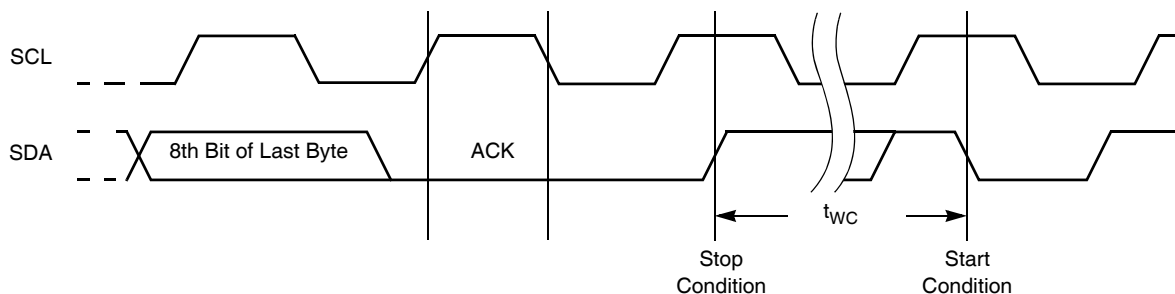 SCL
SDA
8th Bit of Last Byte
ACK
tWC
Stop
Condition
Start
Condition